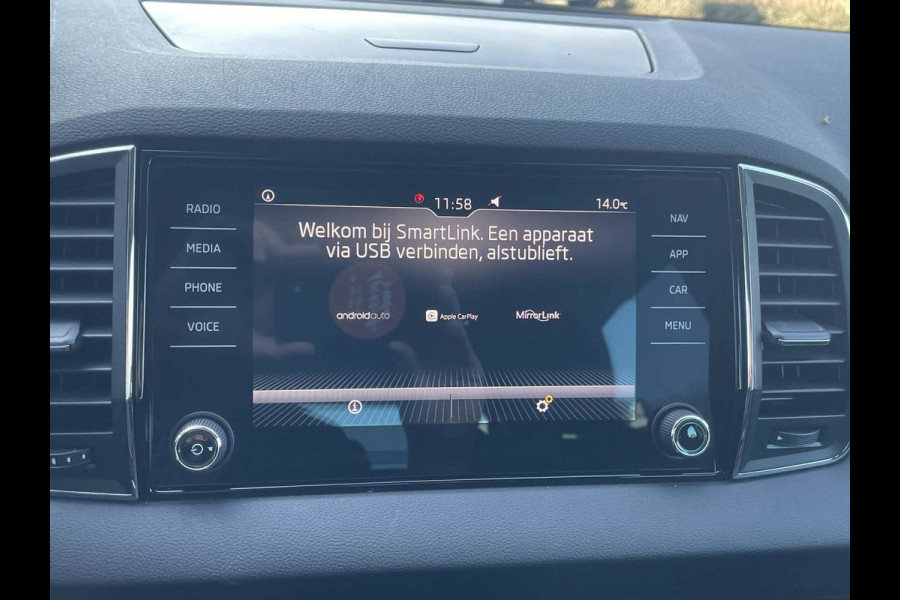 11:58
14.0°C
RADIO
MEDIA
PHONE
VOICE
Welkom bij SmartLink. Een apparaat
via USB verbinden, alstublieft.
androidauto
Apple CarPlay
MirrorLink
NAV
APP
CAR
MENU